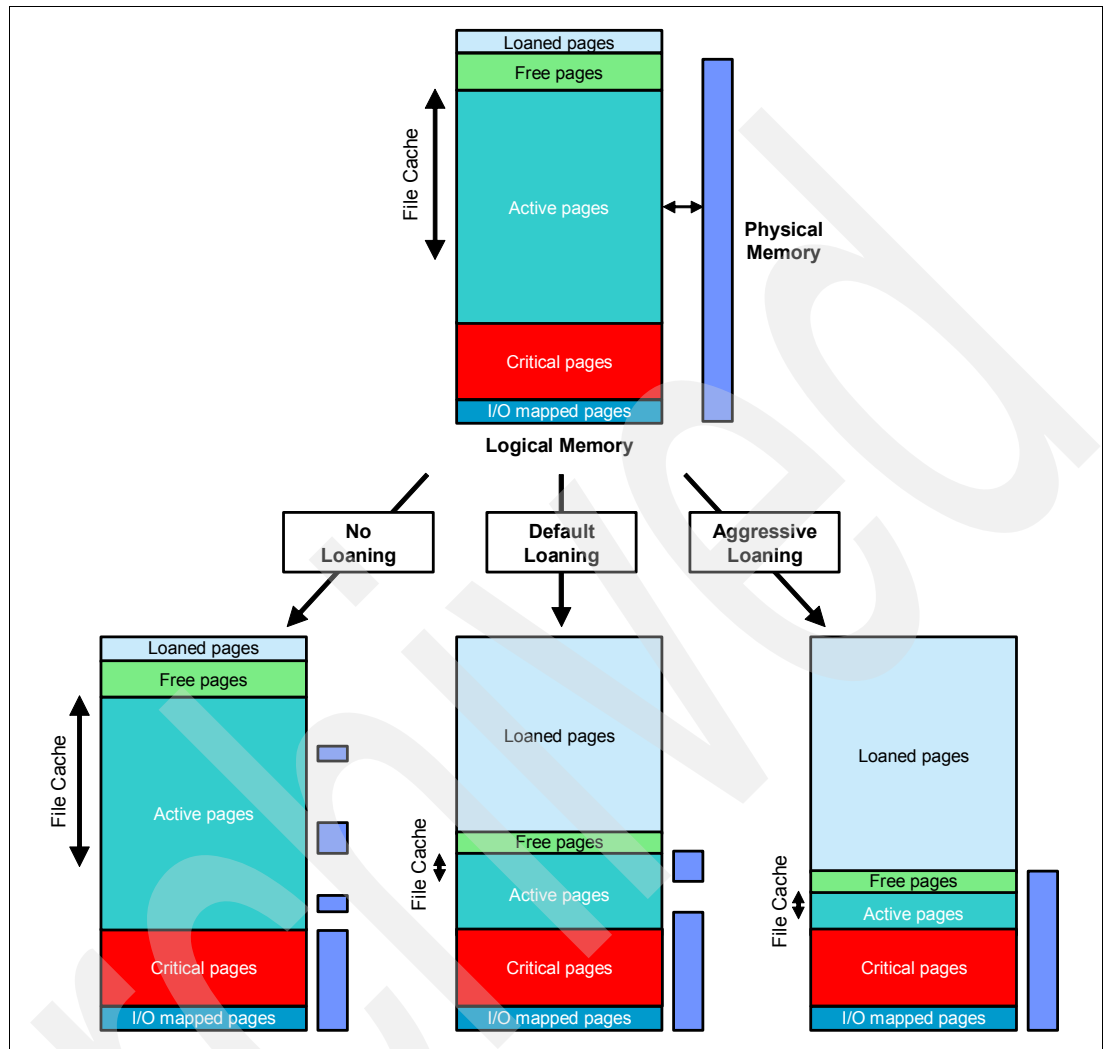 Loaned pages
Free pages
File Cache
Active pages
Physical
Memory
Critical pages
I/O mapped pages
Logical Memory
No
Loaning
Default
Loaning
Aggressive
Loaning
Loaned pages
Free pages
File Cache
Active pages
Critical pages
I/O mapped pages
Loaned pages
Free pages
File Cache
Active pages
Critical pages
I/O mapped pages
Loaned pages
Free pages
File Cache
Active pages
Critical pages
I/O mapped pages